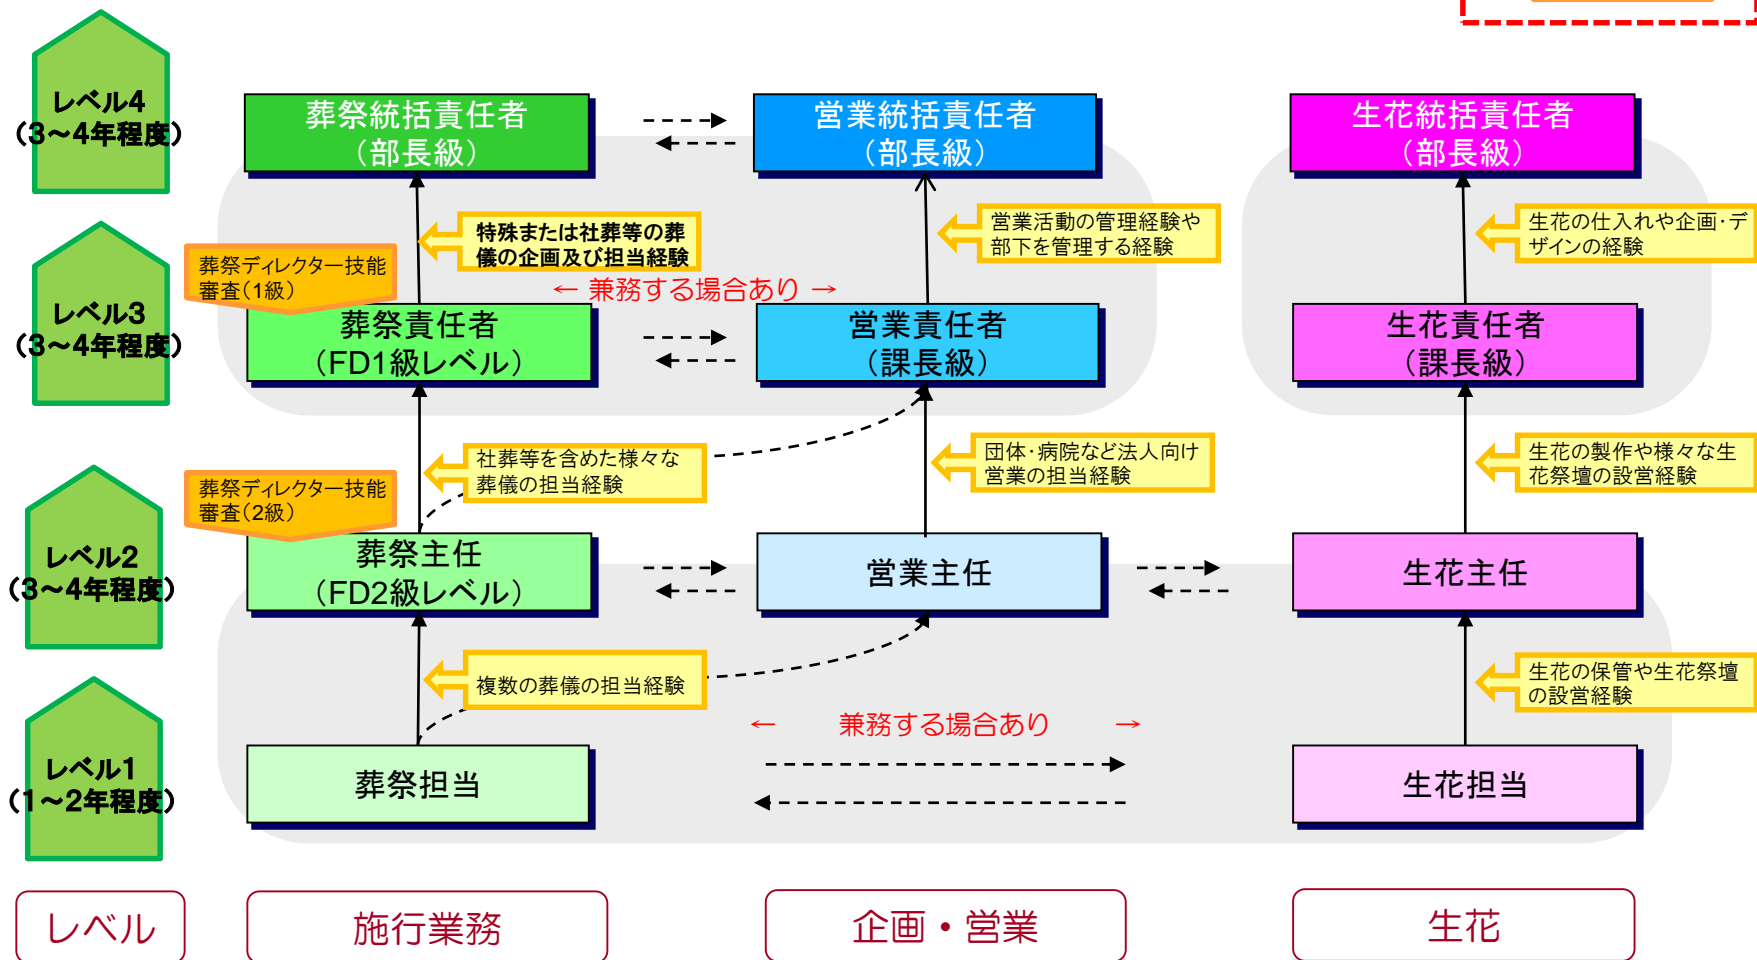 レベル4
（3～4年程度）
葬祭統括責任者
（部長級）
営業統括責任者
（部長級）
生花統括責任者
（部長級）
特殊または社葬等の葬
儀の企画及び担当経験
営業活動の管理経験や
部下を管理する経験
生花の仕入れや企画・デ
ザインの経験
葬祭ディレクター技能
審査（1級）
← 兼務する場合あり →
レベル3
（3～4年程度）
葬祭責任者
（FD1級レベル）
営業責任者
（課長級）
生花責任者
（課長級）
社葬等を含めた様々な
葬儀の担当経験
団体・病院など法人向け
営業の担当経験
生花の製作や様々な生
花祭壇の設営経験
葬祭ディレクター技能
審査（2級）
レベル2
（3～4年程度）
葬祭主任
（FD2級レベル）
営業主任
生花主任
複数の葬儀の担当経験
生花の保管や生花祭壇
の設営経験
← 兼務する場合あり →
レベル1
（1～2年程度）
葬祭担当
生花担当
レベル
施行業務
企画・営業
生花